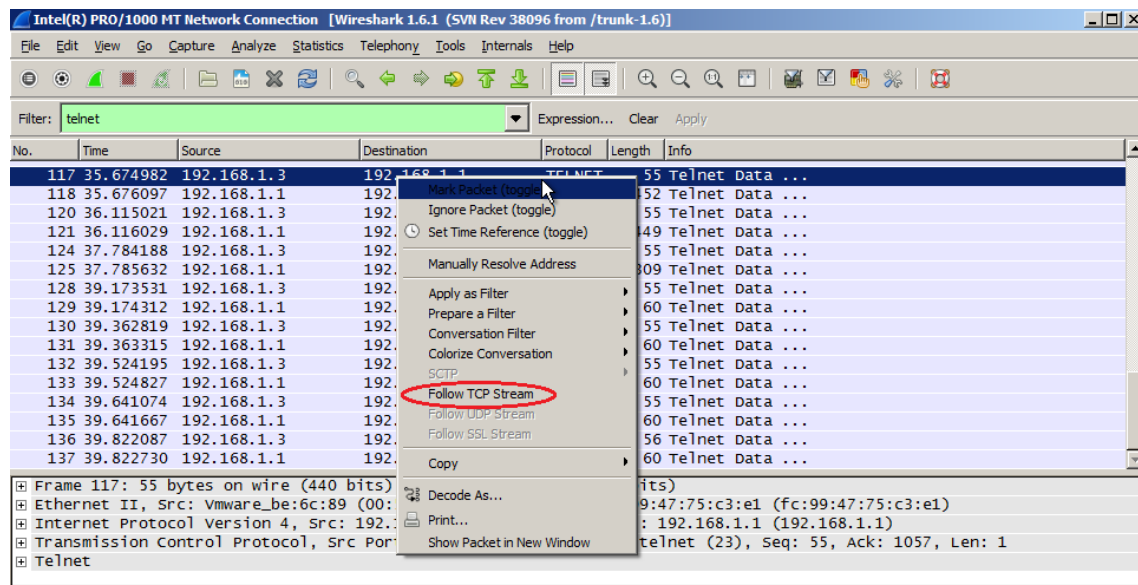 Intel(R) PRO/1000 MT Network Connection [Wireshark 1.6.1 (SVN Rev 38096 from /trunk-1.6)]
File Edit View Go Capture Analyze Statistics Telephony Tools Internals Help
Filter: telnet Expression... Clear Apply
No. Time Source Destination Protocol Length Info
117 35.674982 192.168.1.3 192.168.1.1 TELNET 55 Telnet Data ...
118 35.676097 192.168.1.1 192. 452 Telnet Data ...
120 36.115021 192.168.1.3 192. 55 Telnet Data ...
121 36.116029 192.168.1.1 192. 449 Telnet Data ...
124 37.784188 192.168.1.3 192. 55 Telnet Data ...
125 37.785632 192.168.1.1 192. 309 Telnet Data ...
128 39.173531 192.168.1.3 192. 55 Telnet Data ...
129 39.174312 192.168.1.1 192. 60 Telnet Data ...
130 39.362819 192.168.1.3 192. 55 Telnet Data ...
131 39.363315 192.168.1.1 192. 60 Telnet Data ...
132 39.524195 192.168.1.3 192. 55 Telnet Data ...
133 39.524827 192.168.1.1 192. 60 Telnet Data ...
134 39.641074 192.168.1.3 192. 55 Telnet Data ...
135 39.641667 192.168.1.1 192. 60 Telnet Data ...
136 39.822087 192.168.1.3 192. 56 Telnet Data ...
137 39.822730 192.168.1.1 192. 60 Telnet Data ...
Mark Packet (toggle)
Ignore Packet (toggle)
Set Time Reference (toggle)
Manually Resolve Address
Apply as Filter
Prepare a Filter
Conversation Filter
Colorize Conversation
SCTP
Follow TCP Stream
Follow UDP Stream
Follow SSL Stream
Copy
Decode As...
Print...
Show Packet in New Window
Frame 117: 55 bytes on wire (440 bits) its)
Ethernet II, Src: Vmware_be:6c:89 (00: 9:47:75:c3:e1 (fc:99:47:75:c3:e1)
Internet Protocol Version 4, Src: 192. : 192.168.1.1 (192.168.1.1)
Transmission Control Protocol, Src Por telnet (23), Seq: 55, Ack: 1057, Len: 1
Telnet